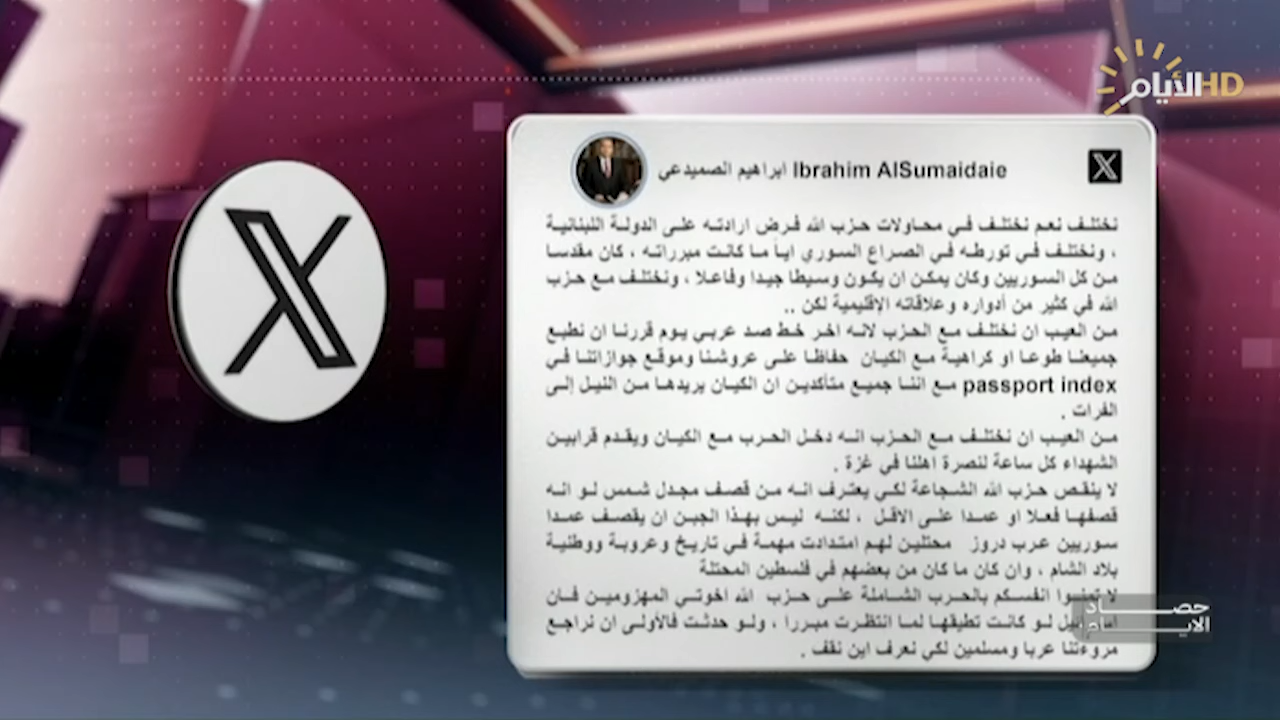 الأيام HD
ابراهيم الصميدعي Ibrahim AlSumaidaie
نختلف نعم نختلف في محاولات حزب الله فرض ارادته على الدولة اللبنانية
، ونختلف في تورطه في الصراع السوري ايا ما كانت مبرراته ، كان مقدسا
من كل السوريين وكان يمكن ان يكون وسيطا جيدا وفاعلا ، ونختلف مع حزب
الله في كثير من أدواره وعلاقاته الإقليمية لكن ..
من العيب ان نختلف مع الحزب لانه اخر خط صد عربي يوم قررنا ان نطبع
جميعنا طوعا او كراهية مع الكيان حفاظا على عروشنا وموقع جوازاتنا في
passport index مع اننا جميع متأكدين ان الكيان يريدها من النيل إلى
الفرات .
من العيب ان نختلف مع الحزب انه دخل الحرب مع الكيان ويقدم قرابين
الشهداء كل ساعة لنصرة اهلنا في غزة .
لا ينقص حزب الله الشجاعة لكي يعترف انه من قصف مجدل شمس لو انه
قصفها فعلا او عمدا على الاقل ، لكنه ليس بهذا الجبن ان يقصف عمدا
سوريين عرب دروز محتلين لهم امتدادت مهمة في تاريخ وعروبة ووطنية
بلاد الشام ، وان كان ما كان من بعضهم في فلسطين المحتلة
لا تمنوا انفسكم بالحرب الشاملة على حزب الله اخوتي المهزومين فان
لو كانت تطيقها لما انتظرت مبررا ، ولو حدثت فالأولى ان نراجع
مروءتنا عربا ومسلمين لكي نعرف اين نقف .
حصاد
الايام